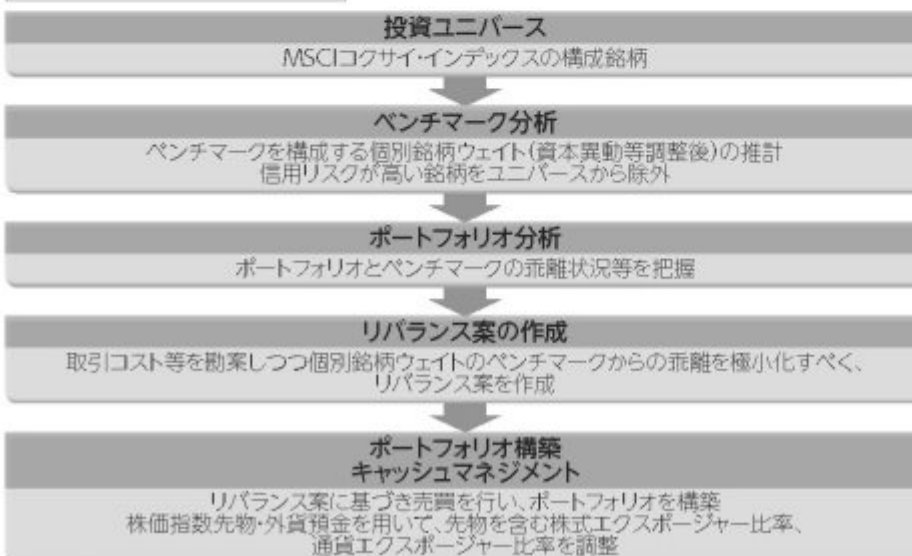 投資ユニバース
MSCIコクサイ・インデックスの構成銘柄
ベンチマーク分析
ベンチマークを構成する個別銘柄ウェイト(資本異動等調整後)の推計
信用リスクが高い銘柄をユニバースから除外
ポートフォリオ分析
ポートフォリオとベンチマークの乖離状況等を把握
リバランス案の作成
取引コスト等を勘案しつつ個別銘柄ウェイトのベンチマークからの乖離を極小化すべく、
リバランス案を作成
ポートフォリオ構築
キャッシュマネジメント
リバランス案に基づき売買を行い、ポートフォリオを構築
株価指数先物・外貨預金を用いて、先物を含む株式エクスポージャー比率、
通貨エクスポージャー比率を調整